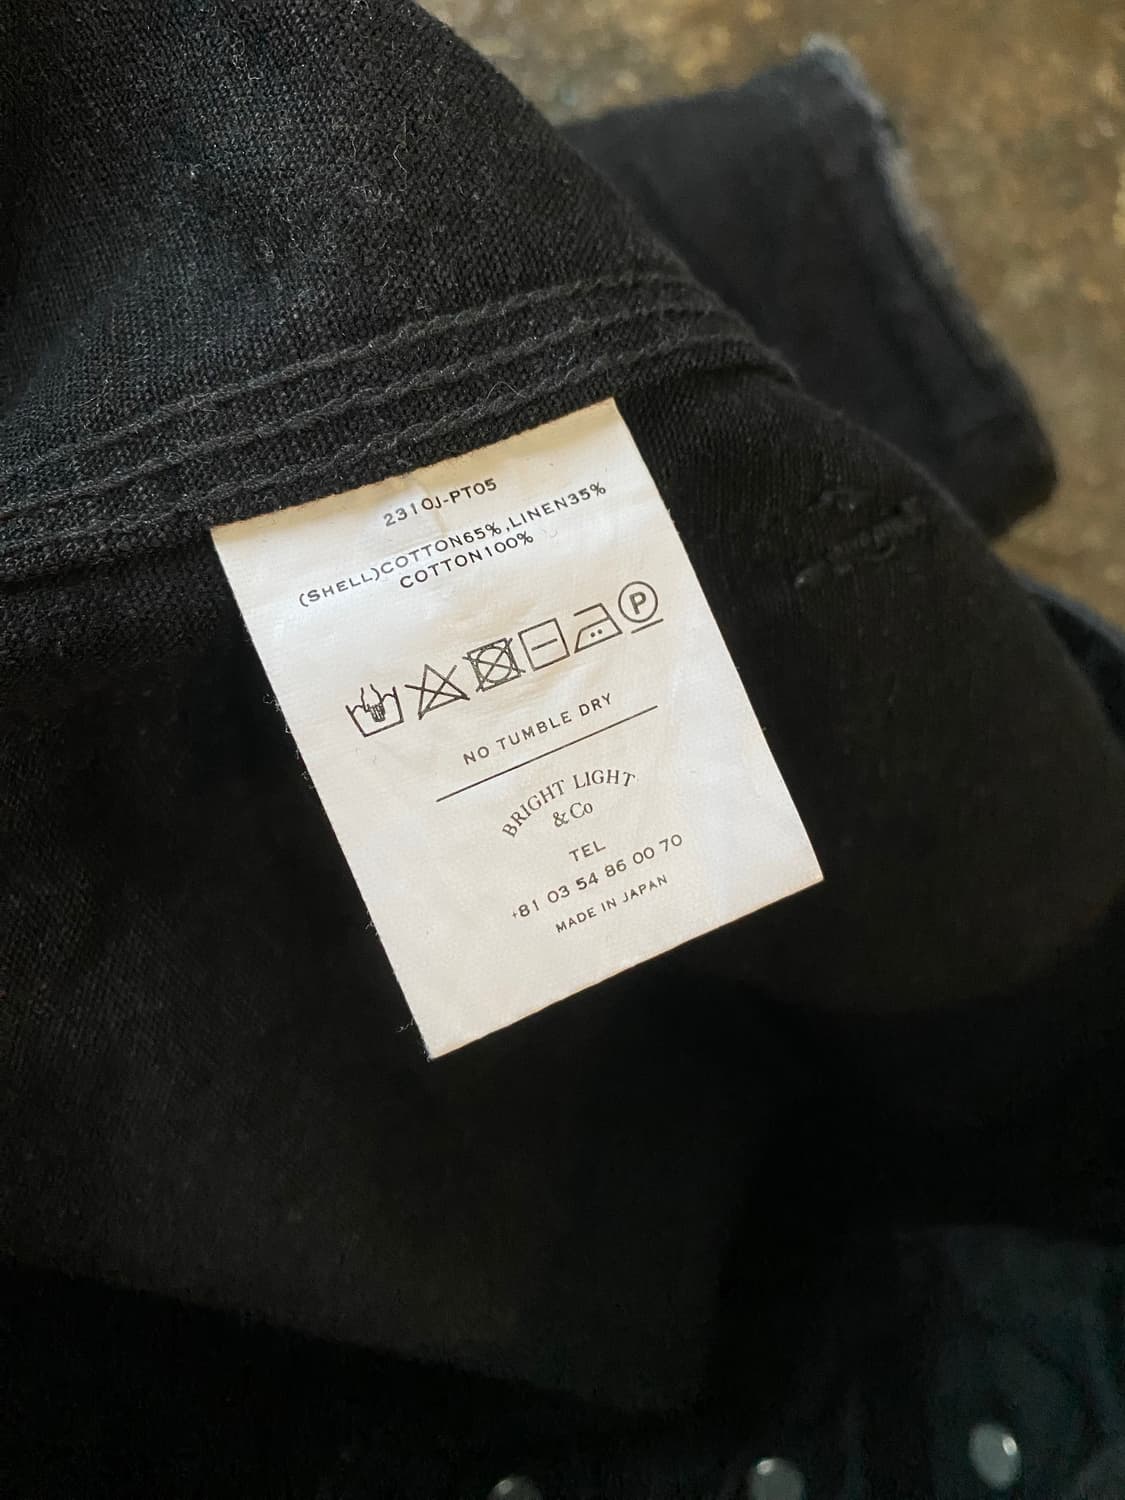 2310J-PT05
(SHELL)COTTON65%,LINEN35%
COTTON100%
P
NO TUMBLE DRY
BRIGHT LIGHT
& Co
TEL
+81 03 54 86 00 70
MADE IN JAPAN